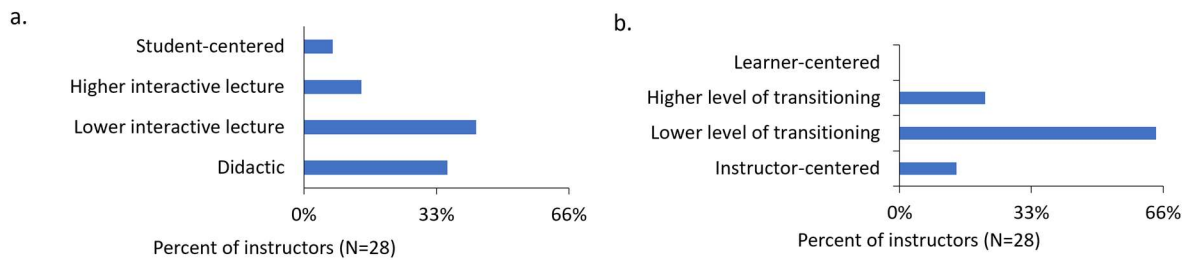 a.
Student-centered
Higher interactive lecture
Lower interactive lecture
Didactic
0% 33% 66%
Percent of instructors (N=28)
b.
Learner-centered
Higher level of transitioning
Lower level of transitioning
Instructor-centered
0% 33% 66%
Percent of instructors (N=28)